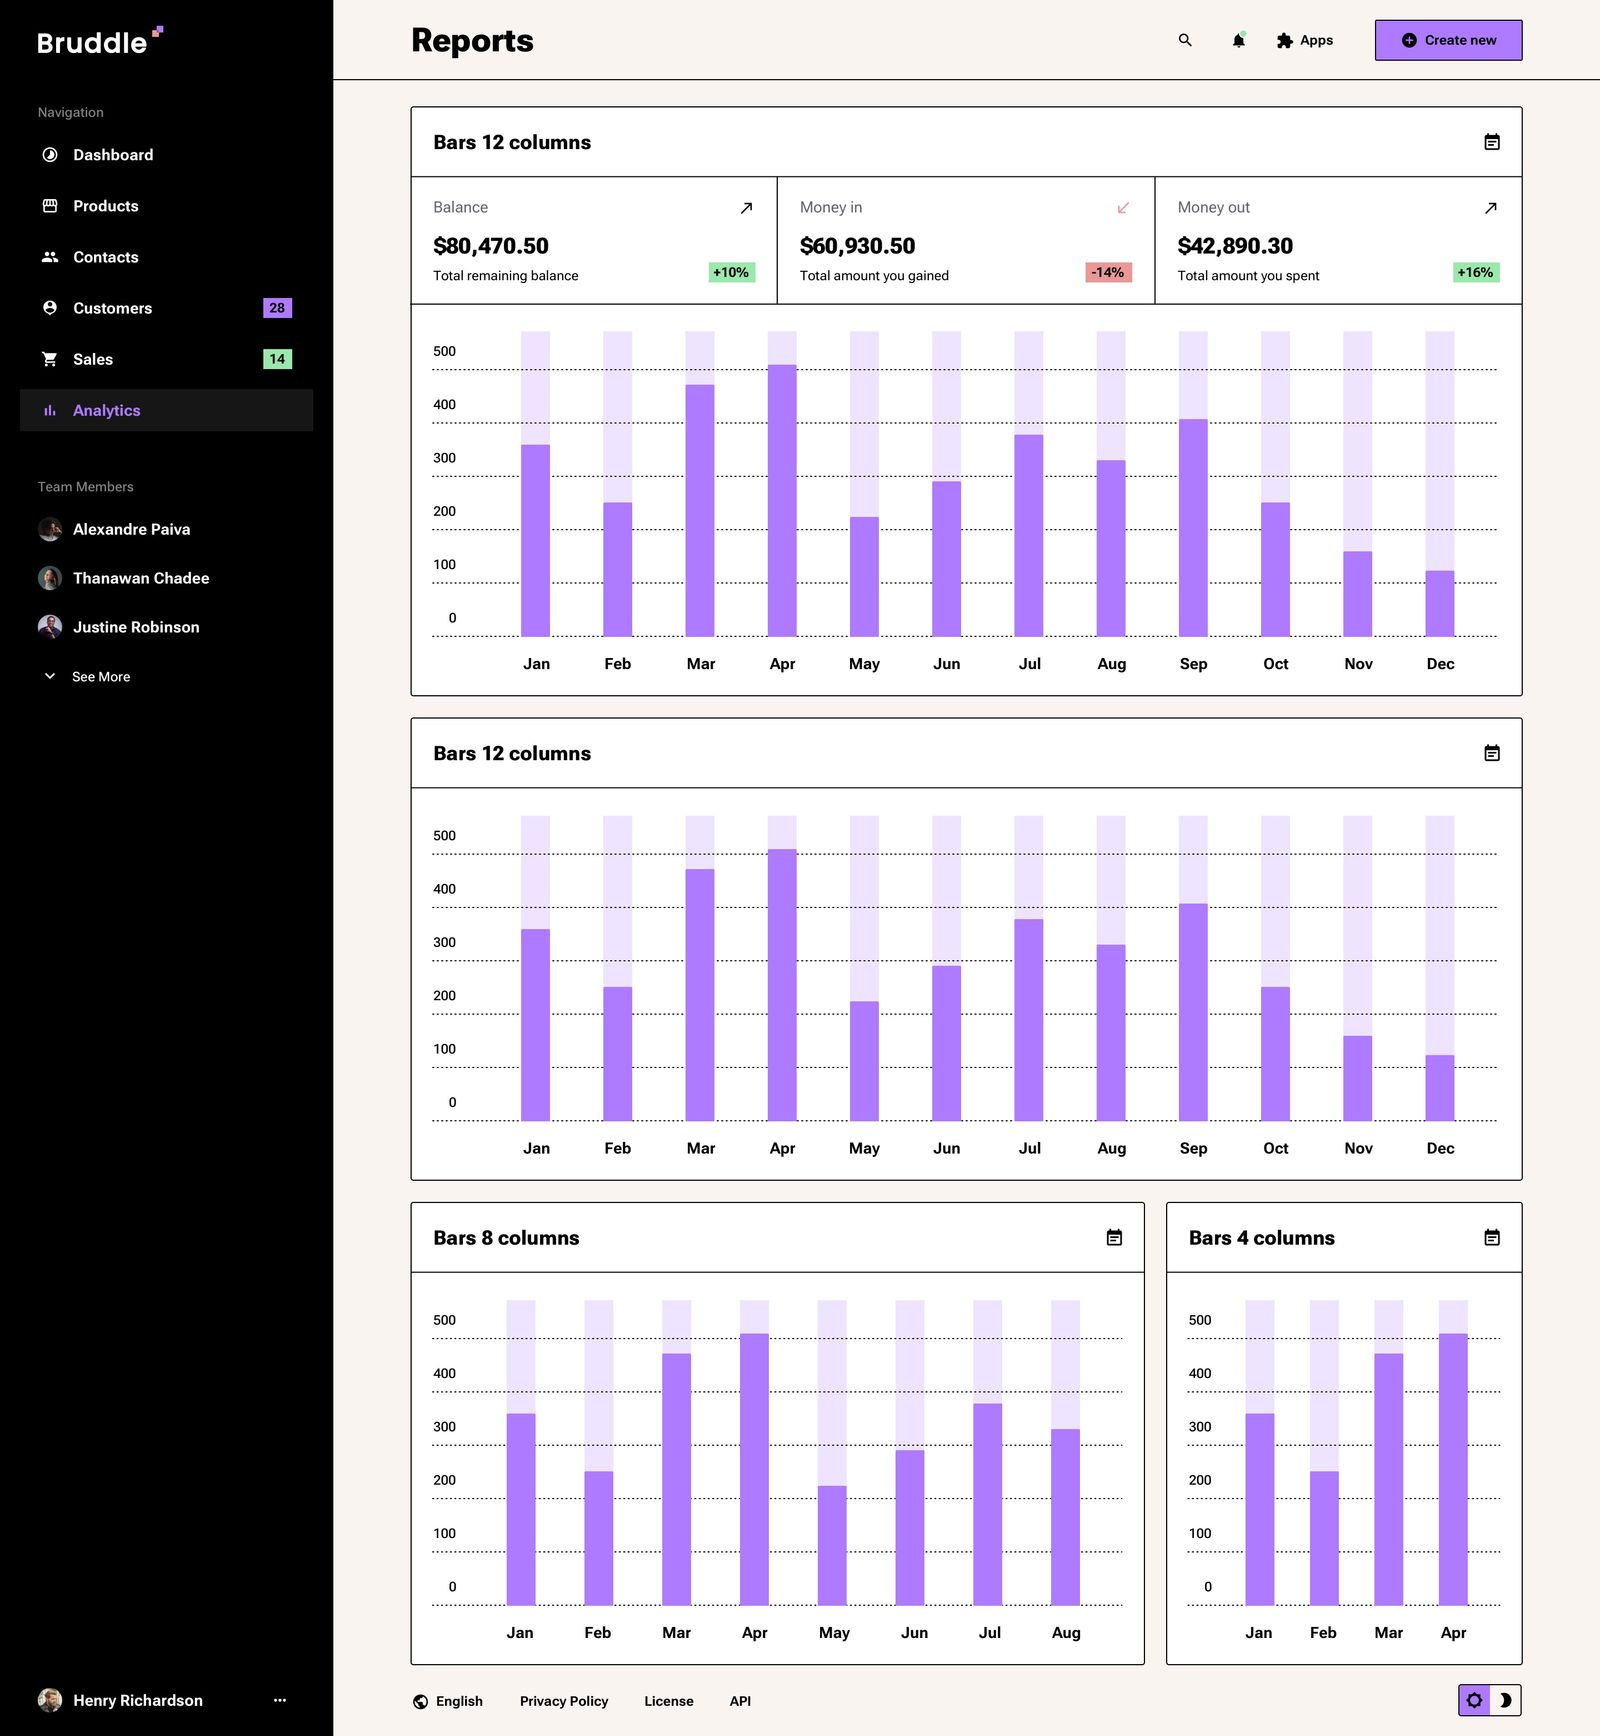 Bruddle
Navigation
Dashboard
Products
Contacts
Customers 28
Sales 14
Analytics
Team Members
Alexandre Paiva
Thanawan Chadee
Justine Robinson
See More
Henry Richardson
Reports
Apps
Create new
Bars 12 columns
Balance
$80,470.50
Total remaining balance
+10%
Money in
$60,930.50
Total amount you gained
-14%
Money out
$42,890.30
Total amount you spent
+16%
500
400
300
200
100
0
Jan Feb Mar Apr May Jun Jul Aug Sep Oct Nov Dec
Bars 12 columns
500
400
300
200
100
0
Jan Feb Mar Apr May Jun Jul Aug Sep Oct Nov Dec
Bars 8 columns
500
400
300
200
100
0
Jan Feb Mar Apr May Jun Jul Aug
Bars 4 columns
500
400
300
200
100
0
Jan Feb Mar Apr
English Privacy Policy License API